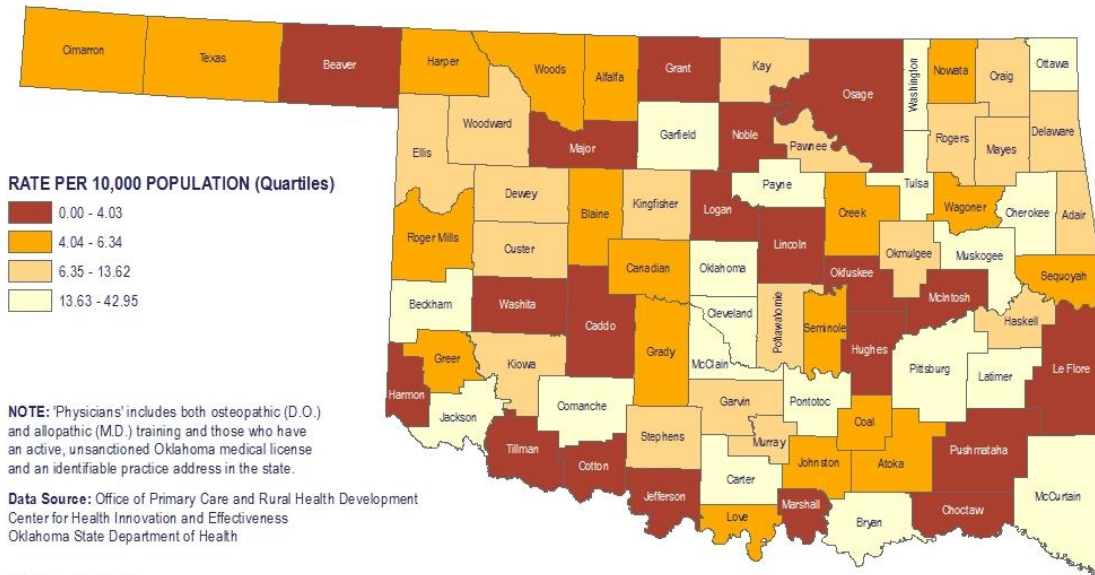 Cimarron
Texas
Beaver
Harper
Woods
Alfalfa
Grant
Kay
Osage
Washington
Nowata
Craig
Ottawa
Woodward
Ellis
Major
Garfield
Noble
Pawnee
Rogers
Mayes
Delaware
RATE PER 10,000 POPULATION (Quartiles)
0.00 - 4.03
4.04 - 6.34
6.35 - 13.62
13.63 - 42.95
Dewey
Blaine
Kingfisher
Logan
Payne
Creek
Tulsa
Wagoner
Cherokee
Adair
Roger Mills
Custer
Canadian
Oklahoma
Lincoln
Okmulgee
Muskogee
Sequoyah
Okfuskee
McIntosh
Beckham
Washita
Caddo
Cleveland
Pottawatomie
Seminole
Haskell
Greer
Kiowa
Grady
McClain
Hughes
Pittsburg
Latimer
Le Flore
Harmon
Jackson
Comanche
Garvin
Pontotoc
Coal
Stephens
Murray
Pushmataha
Tillman
Cotton
Johnston
Atoka
Jefferson
Carter
Marshall
Choctaw
McCurtain
Love
Bryan
NOTE: 'Physicians' includes both osteopathic (D.O.)
and allopathic (M.D.) training and those who have
an active, unsanctioned Oklahoma medical license
and an identifiable practice address in the state.
Data Source: Office of Primary Care and Rural Health Development
Center for Health Innovation and Effectiveness
Oklahoma State Department of Health